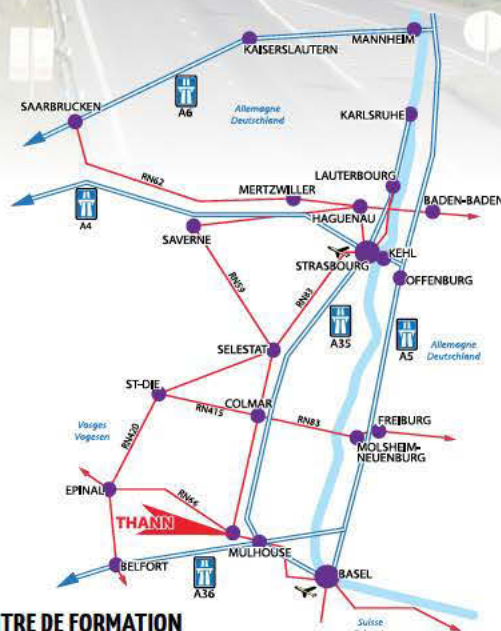 MANNHEIM
KAISERSLAUTERN
SAARBRUCKEN
A6
Allemagne
Deutschland
KARLSRUHE
RN62
LAUTERBOURG
MERTZWILLER
BADEN-BADEN
A4
HAGUENAU
SAVERNE
STRASBOURG
KEHL
OFFENBURG
RN59
RN83
A35
A5
Allemagne
Deutschland
SELESTAT
ST-DIE
COLMAR
RN415
RN83
FREIBURG
MOLSHEIM-
NEUENBURG
Vosges
Vogesen
RN420
EPINAL
RN66
THANN
MULHOUSE
BELFORT
A36
BASEL
TRE DE FORMATION
Suisse